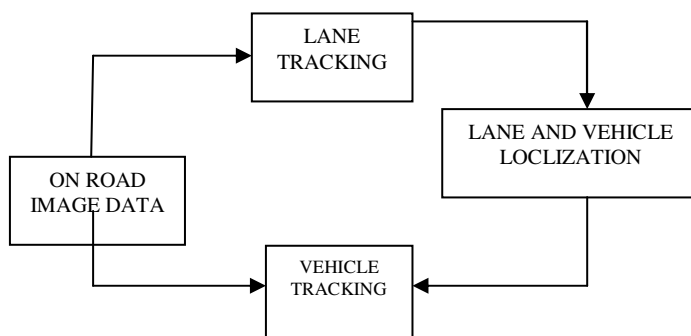 LANE
TRACKING
LANE AND VEHICLE
LOCLIZATION
ON ROAD
IMAGE DATA
VEHICLE
TRACKING